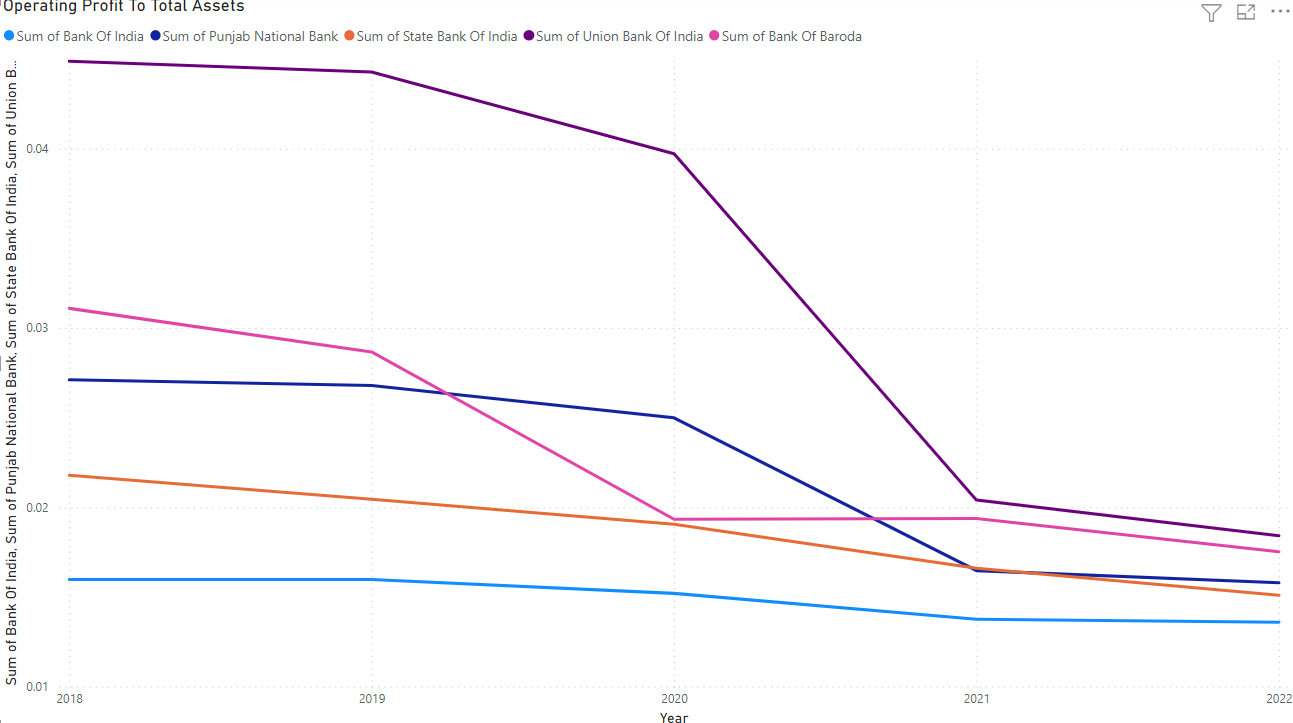 Operating Profit To Total Assets
Sum of Bank Of India Sum of Punjab National Bank Sum of State Bank Of India Sum of Union Bank Of India Sum of Bank Of Baroda
Sum of Bank Of India, Sum of Punjab National Bank, Sum of State Bank Of India, Sum of Union B...
0.04
0.03
0.02
0.01
2018 2019 2020 2021 2022
Year